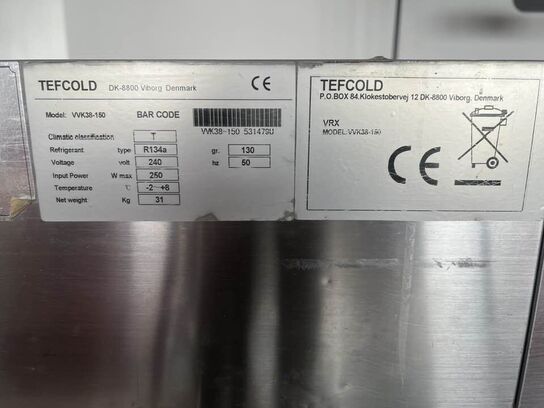 TEFCOLD DK-8800 Viborg Denmark CE
Model: VVK38-150 BAR CODE
VVK38-150 531479U
Climatic classification T
Refrigerant type R134a gr. 130
Voltage volt 240 hz 50
Input Power W max 250
Temperature °C -2 +8
Net weight Kg 31
TEFCOLD
P.O.BOX 84.Klokestobervej 12 DK-8800 Viborg. Denmark
VRX
MODEL: VVK38-150
CE